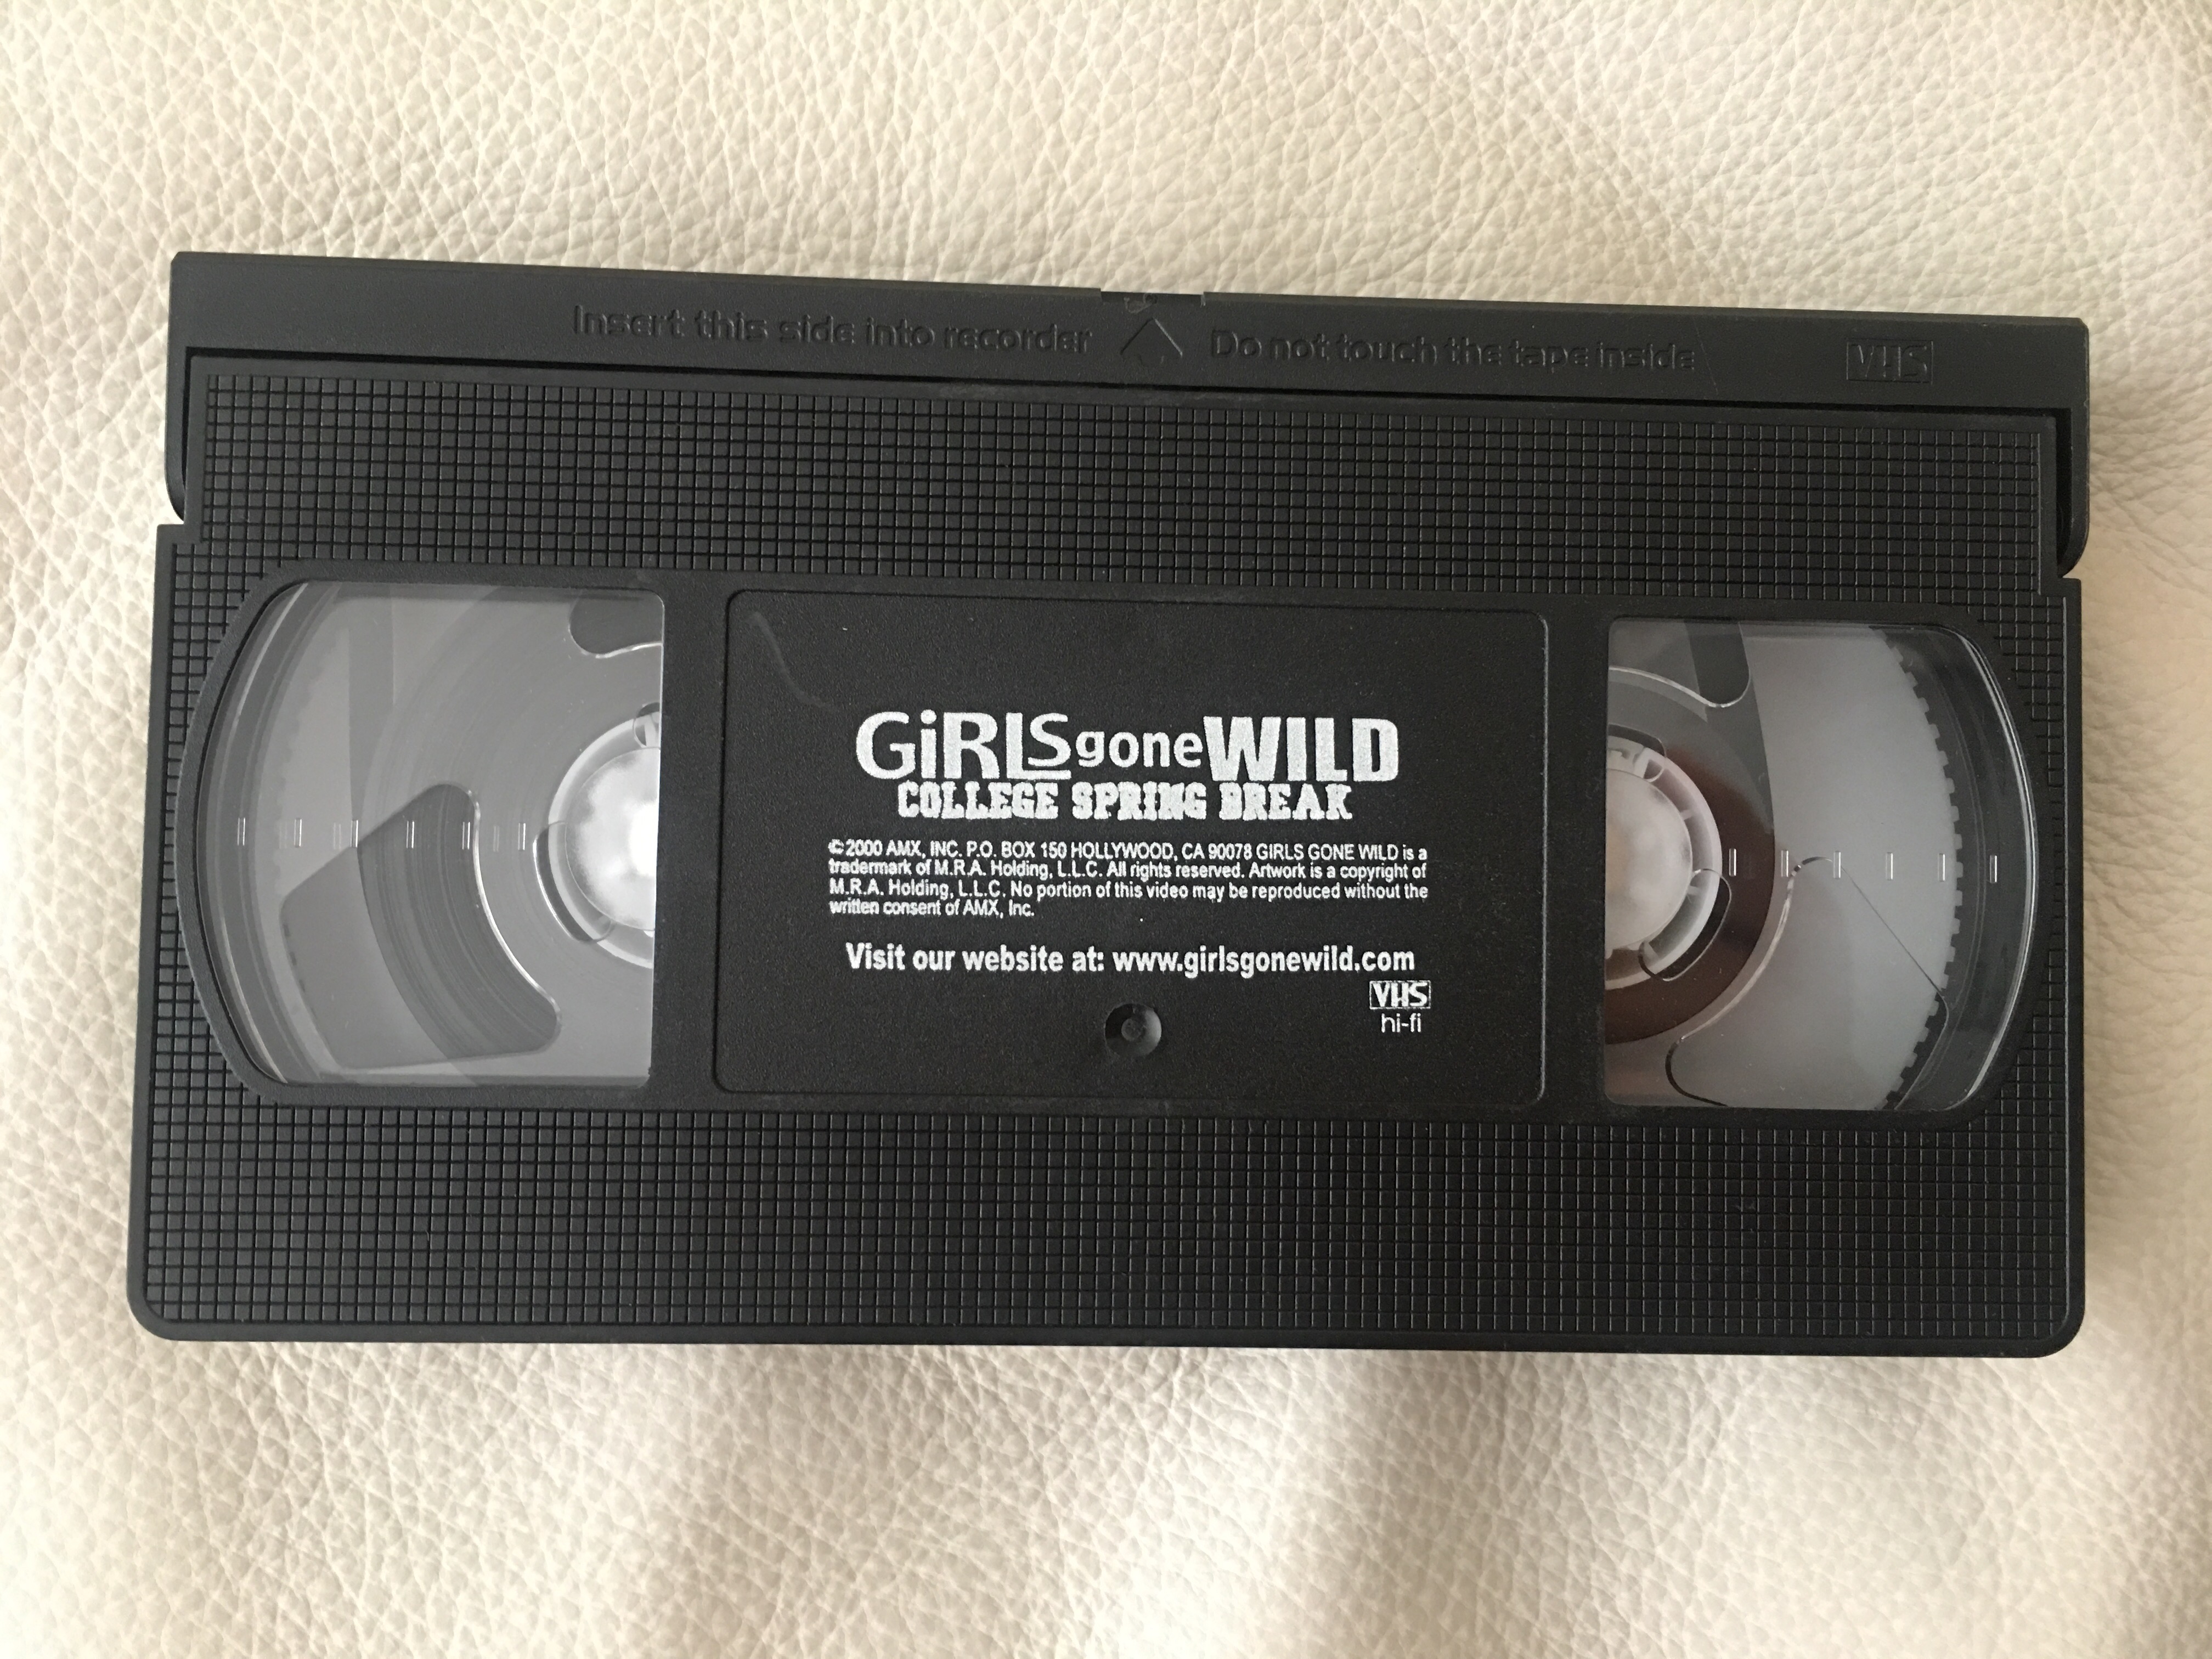 Insert this side into recorder Do not touch the tape inside VHS
GiRLS gone WILD
COLLEGE SPRING BREAK
©2000 AMX, INC. P.O. BOX 150 HOLLYWOOD, CA 90078 GIRLS GONE WILD is a
tradermark of M.R.A. Holding, L.L.C. All rights reserved. Artwork is a copyright of
M.R.A. Holding, L.L.C. No portion of this video may be reproduced without the
written consent of AMX, Inc.
Visit our website at: www.girlsgonewild.com
VHS
hi-fi